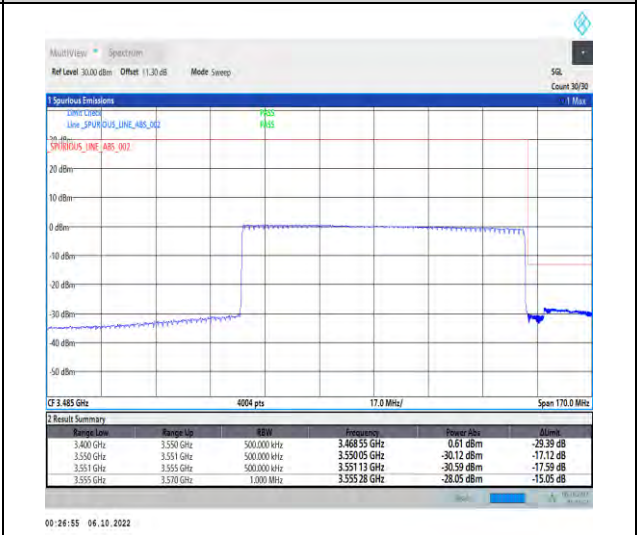 MultiView Spectrum
Ref Level 30.00 dBm Offset 11.30 dB Mode Sweep SGL
Count 30/30
1 Spurious Emissions 1 Max
Limit Check PASS
Line _SPURIOUS_LINE_ABS_002 PASS
_SPURIOUS_LINE_ABS_002
20 dBm
10 dBm
0 dBm
-10 dBm
-20 dBm
-30 dBm
-40 dBm
-50 dBm
CF 3.485 GHz 4004 pts 17.0 MHz/ Span 170.0 MHz
2 Result Summary
Range Low Range Up RBW Frequency Power Abs ΔLimit
3.400 GHz 3.550 GHz 500.000 kHz 3.468 55 GHz 0.61 dBm -29.39 dB
3.550 GHz 3.551 GHz 500.000 kHz 3.550 05 GHz -30.12 dBm -17.12 dB
3.551 GHz 3.555 GHz 500.000 kHz 3.551 13 GHz -30.59 dBm -17.59 dB
3.555 GHz 3.570 GHz 1.000 MHz 3.555 28 GHz -28.05 dBm -15.05 dB
00:26:55 06.10.2022